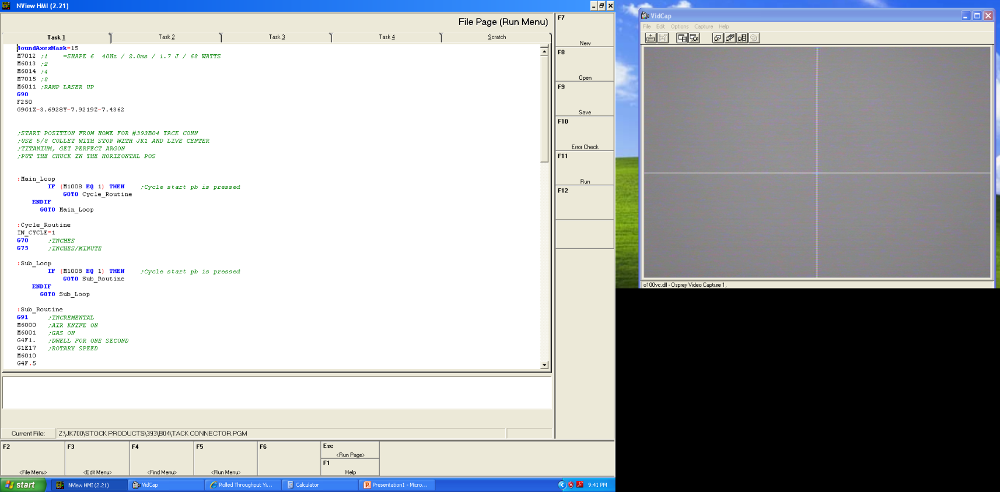 NView HMI (2.21)
File Page (Run Menu)
Task 1
Task 2
Task 3
Task 4
Scratch
BoundAxesMask=15
M7012 ;1    =SHAPE 6  40Hz / 2.0ms / 1.7 J / 68 WATTS
M6013 ;2
M6014 ;4
M7015 ;8
M6011 ;RAMP LASER UP
G90
F250
G9G1X-3.6928Y-7.9219Z-7.4362
;START POSITION FROM HOME FOR #393B04 TACK CONN
;USE 5/8 COLLET WITH STOP WITH JK1 AND LIVE CENTER
;TITANIUM, GET PERFECT ARGON
;PUT THE CHUCK IN THE HORIZONTAL POS
:Main_Loop
IF (M1008 EQ 1) THEN    ;Cycle start pb is pressed
GOTO Cycle_Routine
ENDIF
GOTO Main_Loop
:Cycle_Routine
IN_CYCLE=1
G70     ;INCHES
G75     ;INCHES/MINUTE
:Sub_Loop
IF (M1008 EQ 1) THEN    ;Cycle start pb is pressed
GOTO Sub_Routine
ENDIF
GOTO Sub_Loop
:Sub_Routine
G91     ;INCREMENTAL
M6000   ;AIR KNIFE ON
M6001   ;GAS ON
G4F1.   ;DWELL FOR ONE SECOND
G1E17   ;ROTARY SPEED
M6010
G4F.5
F7
New
F8
Open
F9
Save
F10
Error Check
F11
Run
F12
Current File:
Z:\JK700\STOCK PRODUCTS\393\B04\TACK CONNECTOR.PGM
F2
<File Menu>
F3
<Edit Menu>
F4
<Find Menu>
F5
<Run Menu>
F6
Esc
<Run Page>
F1
Help
VidCap
File  Edit  Options  Capture  Help
o100vc.dll - Osprey Video Capture 1,
start
NView HMI (2.21)
VidCap
Rolled Throughput Yi...
Calculator
Presentation1 - Micro...
9:41 PM